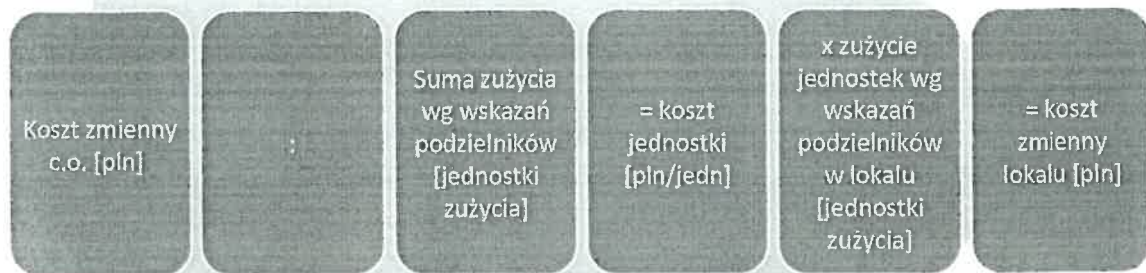 Koszt zmienny
c.o. [pln]
:
Suma zużycia
wg wskazań
podzielników
[jednostki
zużycia]
= koszt
jednostki
[pln/jedn]
x zużycie
jednostek wg
wskazań
podzielników
w lokalu
[jednostki
zużycia]
= koszt
zmienny
lokalu [pln]